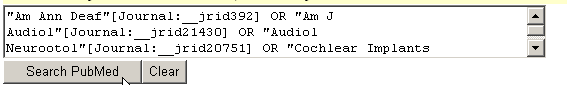 "Am Ann Deaf"[Journal:__jrid392] OR "Am J
Audiol"[Journal:__jrid21430] OR "Audiol
Neurootol"[Journal:__jrid20751] OR "Cochlear Implants
Search PubMed Clear